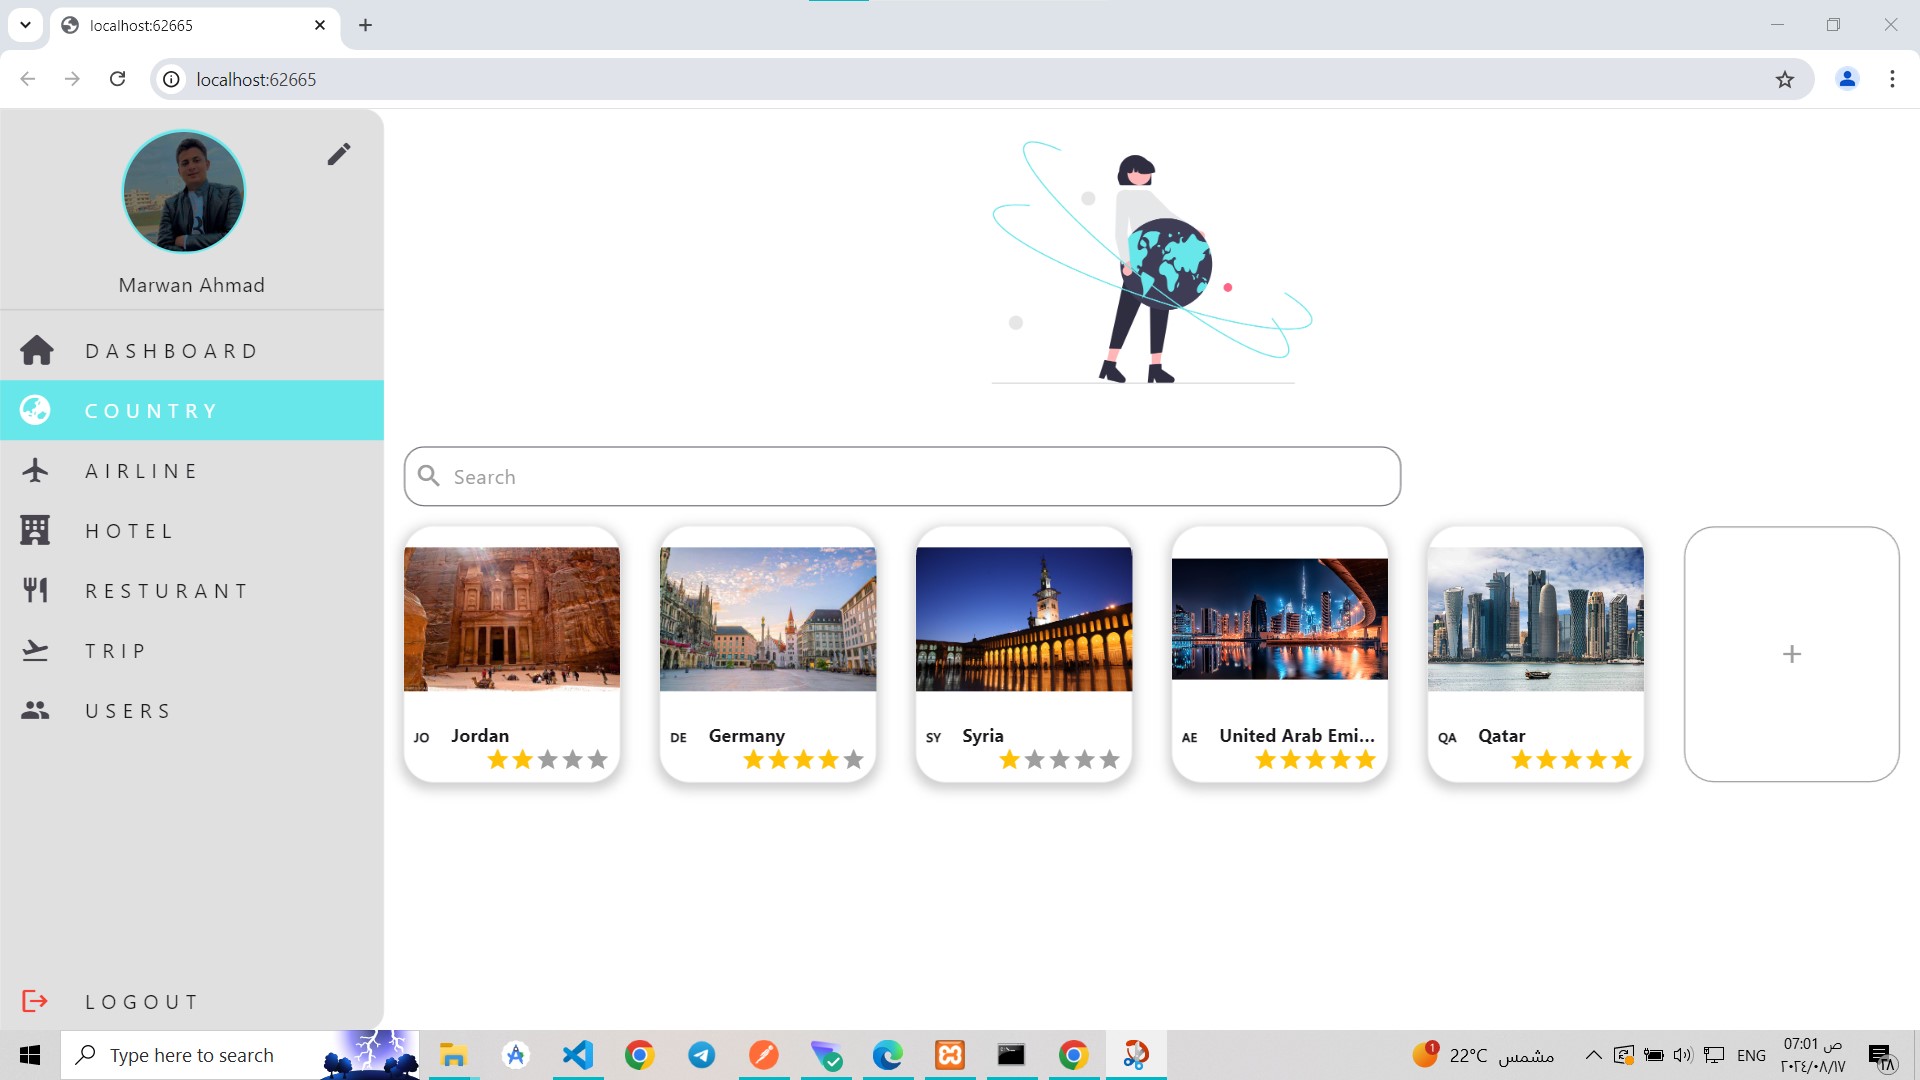 localhost:62665
localhost:62665
Marwan Ahmad
DASHBOARD
COUNTRY
AIRLINE
HOTEL
RESTURANT
TRIP
USERS
LOGOUT
Search
JO Jordan
DE Germany
SY Syria
AE United Arab Emi...
QA Qatar
+
Type here to search
1
22°C مشمس
ENG
07:01 ص
٢٠٢٤/٠٨/١٧
٢٨